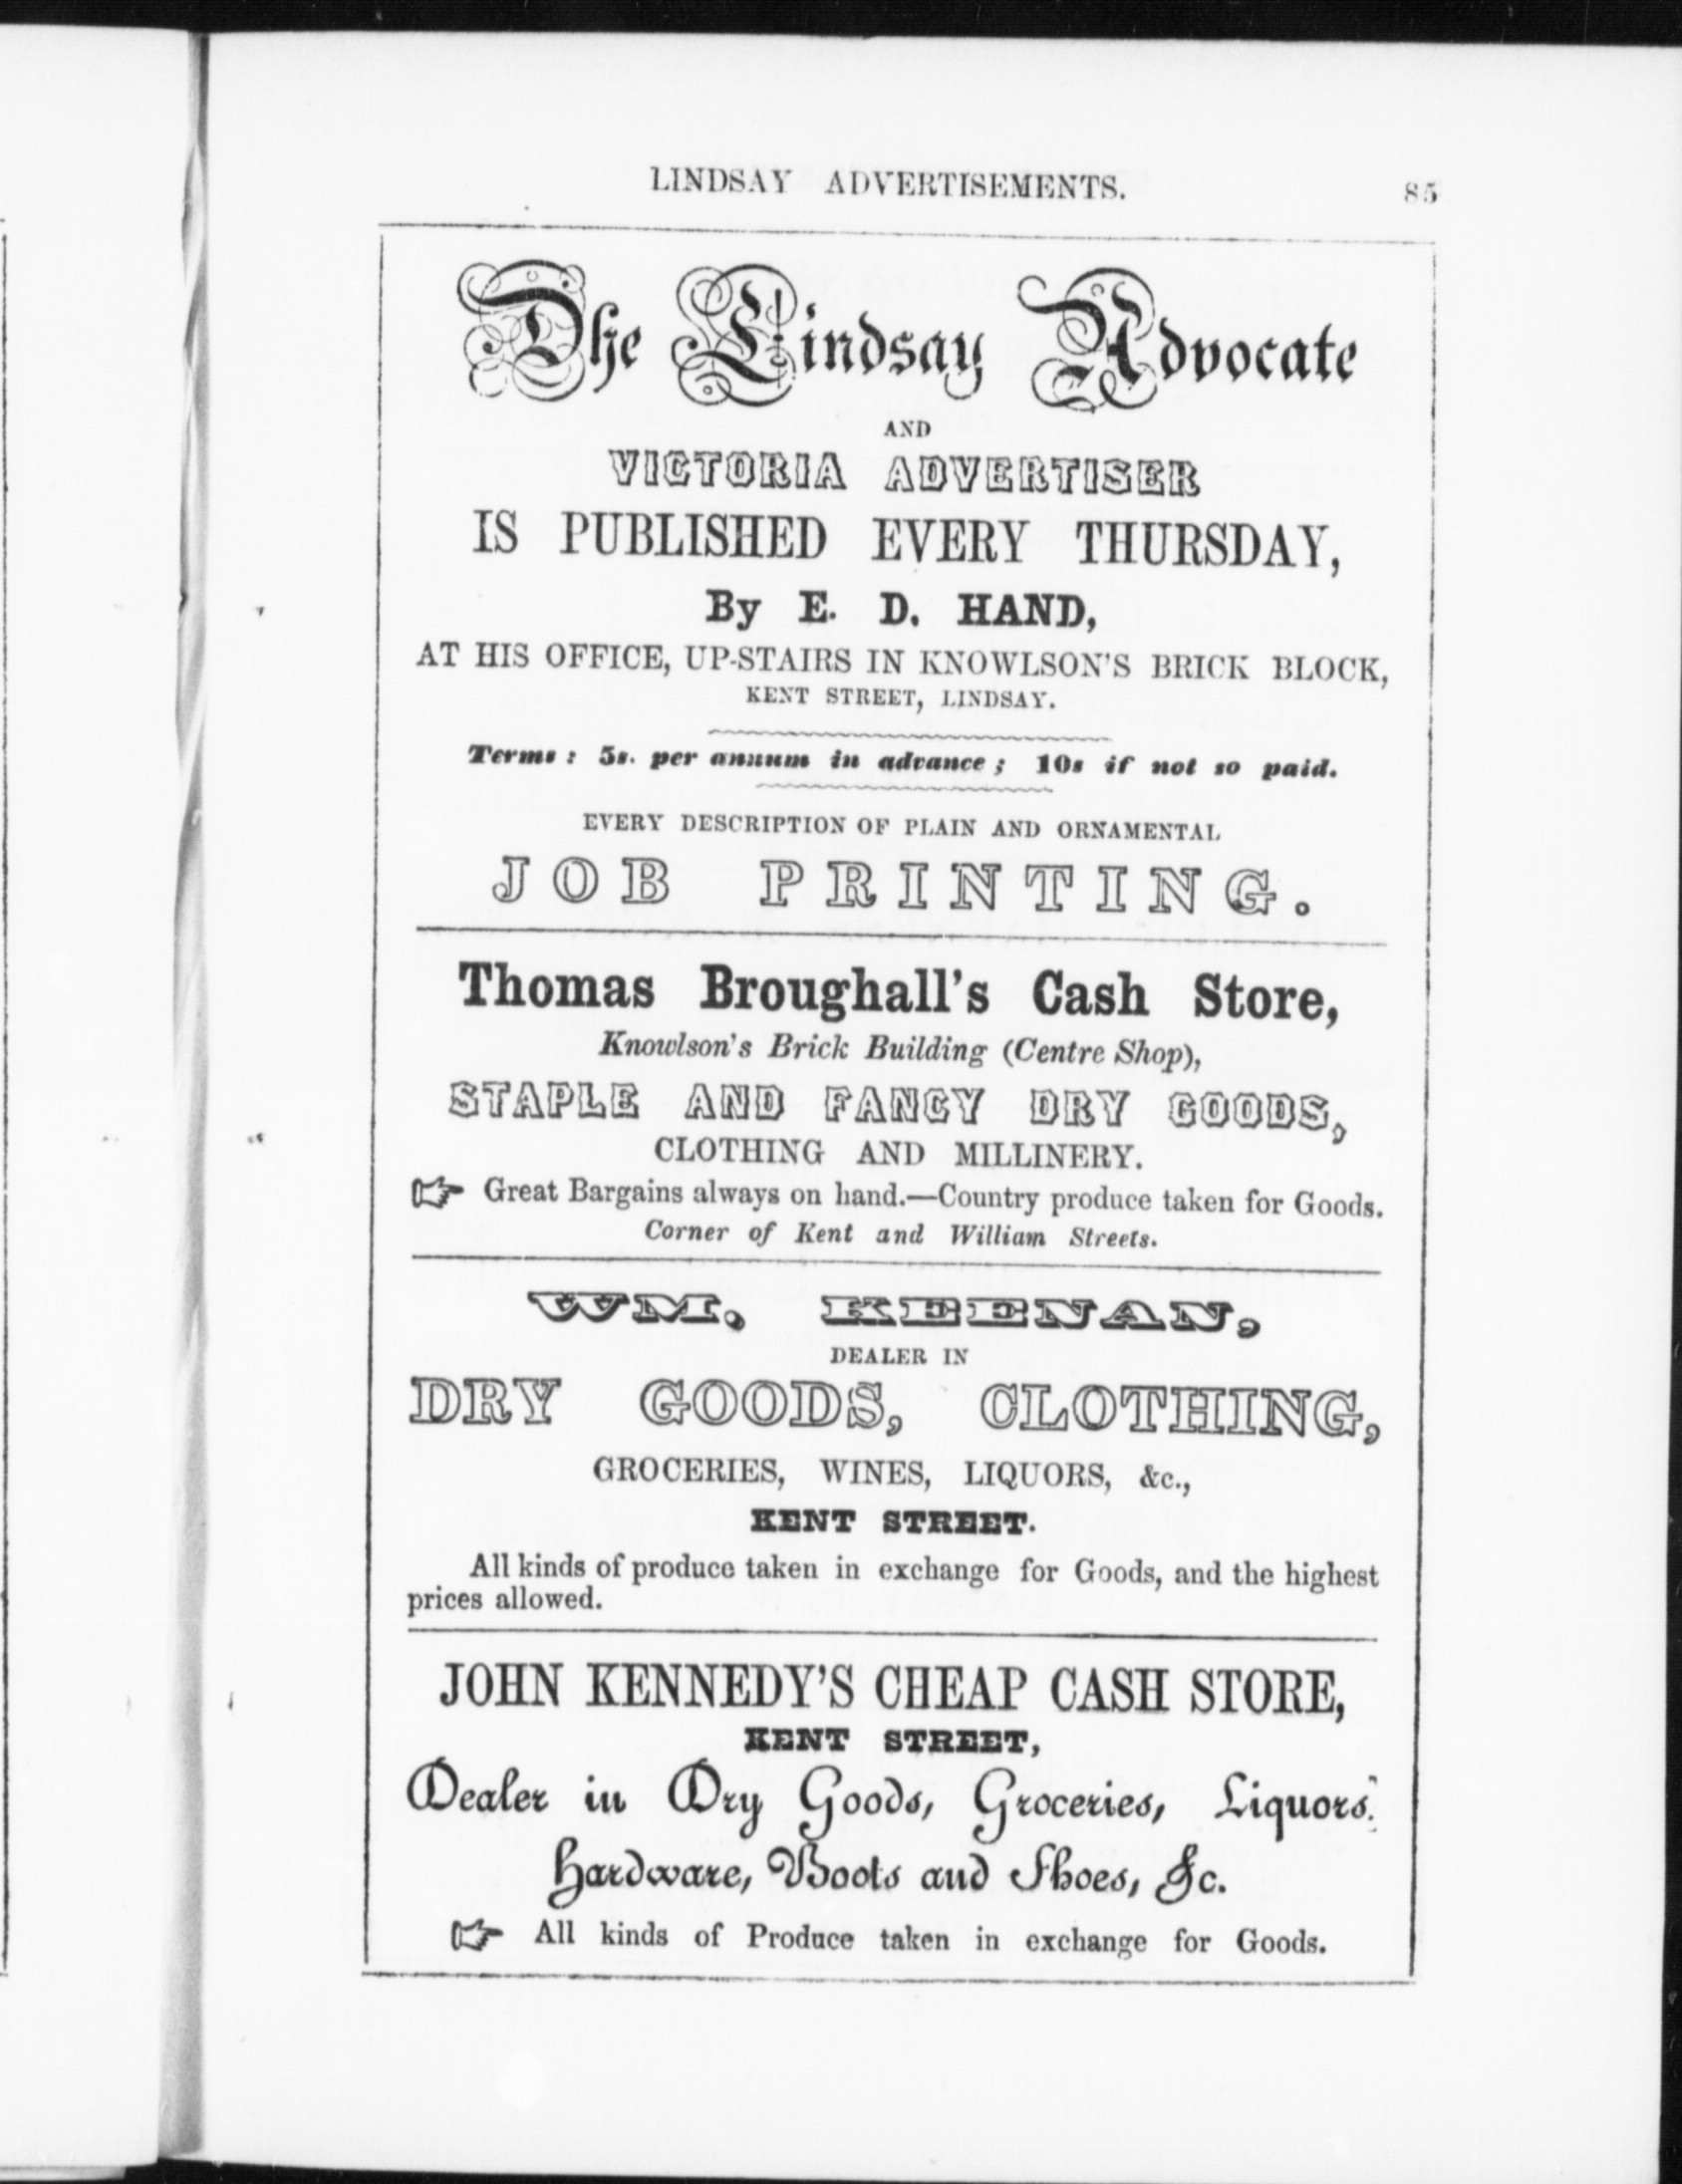 LINDSAY ADVERTISEMENTS. 85
The Lindsay Advocate
AND
VICTORIA ADVERTISER
IS PUBLISHED EVERY THURSDAY,
By E. D. HAND,
AT HIS OFFICE, UP-STAIRS IN KNOWLSON'S BRICK BLOCK,
KENT STREET, LINDSAY.
Terms: 5s. per annum in advance; 10s if not so paid.
EVERY DESCRIPTION OF PLAIN AND ORNAMENTAL
JOB PRINTING.
Thomas Broughall's Cash Store,
Knowlson's Brick Building (Centre Shop),
STAPLE AND FANCY DRY GOODS,
CLOTHING AND MILLINERY.
☞ Great Bargains always on hand.—Country produce taken for Goods.
Corner of Kent and William Streets.
WM. KEENAN,
DEALER IN
DRY GOODS, CLOTHING,
GROCERIES, WINES, LIQUORS, &c.,
KENT STREET.
All kinds of produce taken in exchange for Goods, and the highest
prices allowed.
JOHN KENNEDY'S CHEAP CASH STORE,
KENT STREET,
Dealer in Dry Goods, Groceries, Liquors,
Hardware, Boots and Shoes, &c.
☞ All kinds of Produce taken in exchange for Goods.